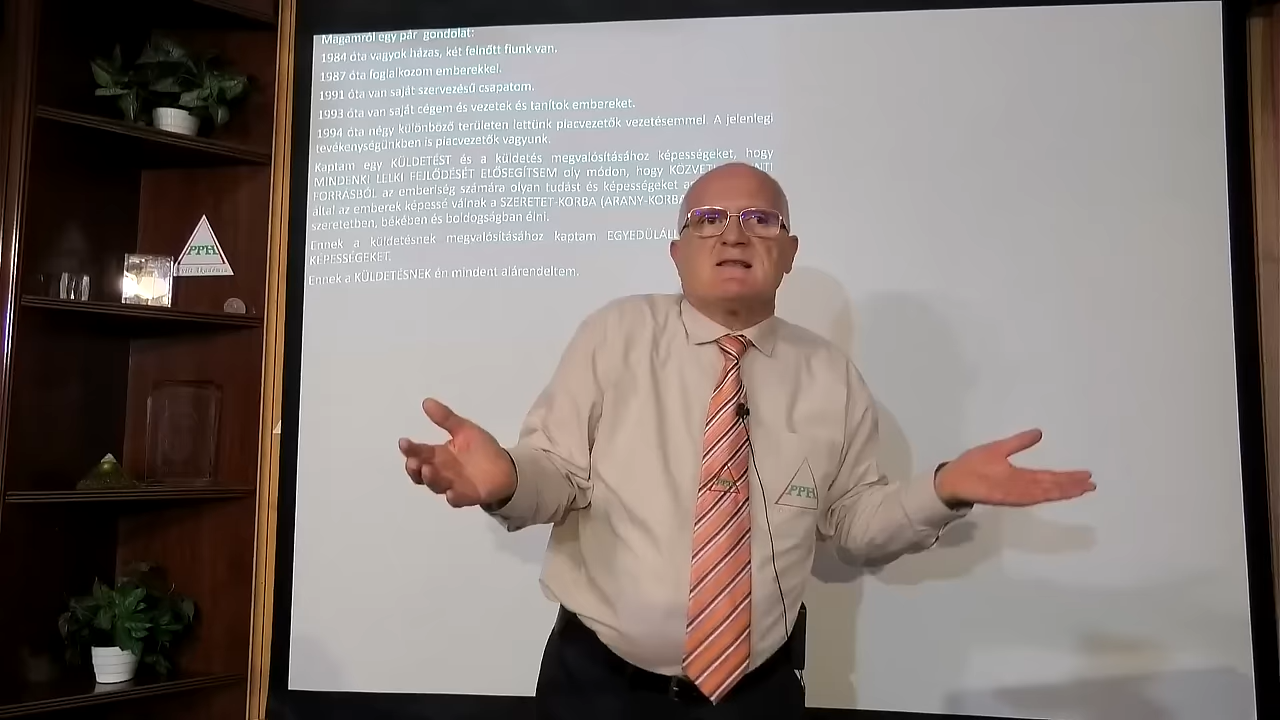 Magamról egy pár gondolat:
1984 óta vagyok házas, két felnőtt fiunk van.
1987 óta foglalkozom emberekkel.
1991 óta van saját szervezésű csapatom.
1993 óta van saját cégem és vezetek és tanítok embereket.
1994 óta négy különböző területen lettünk piacvezetők vezetésemmel. A jelenlegi
tevékenységünkben is piacvezetők vagyunk.
Kaptam egy KÜLDETÉST és a küldetés megvalósításához képességeket, hogy
MINDENKI LELKI FEJLŐDÉSÉT ELŐSEGÍTSEM oly módon, hogy
FORRÁSBÓL az emberiség számára olyan tudást és képességeket
által az emberek képessé válnak a SZERETET-KORBA (ARANY-KORBA
szeretetben, békében és boldogságban élni.
Ennek a küldetésnek megvalósításához kaptam
KÉPESSÉGEKET.
Ennek a KÜLDETÉSNEK én mindent alárendeltem.
PPH
Nyílt Akadémia
PPH
PPH